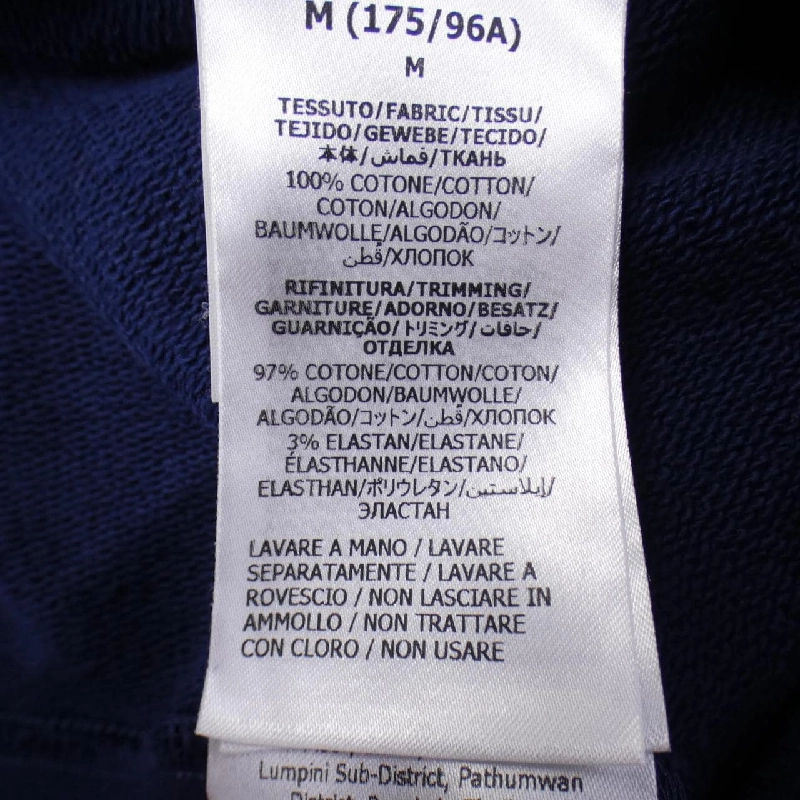 M (175/96A)
M
TESSUTO/FABRIC/TISSU/
TEJIDO/GEWEBE/TECIDO/
本体/قماش/ТКАНЬ
100% COTONE/COTTON/
COTON/ALGODON/
BAUMWOLLE/ALGODÃO/コットン/
قطن/ХЛОПОК
RIFINITURA/TRIMMING/
GARNITURE/ADORNO/BESATZ/
GUARNIÇÃO/トリミング/حافات/
ОТДЕЛКА
97% COTONE/COTTON/COTON/
ALGODON/BAUMWOLLE/
ALGODÃO/コットン/قطن/ХЛОПОК
3% ELASTAN/ELASTANE/
ÉLASTHANNE/ELASTANO/
ELASTHAN/ポリウレタン/إيلاستين/
ЭЛАСТАН
LAVARE A MANO / LAVARE
SEPARATAMENTE / LAVARE A
ROVESCIO / NON LASCIARE IN
AMMOLLO / NON TRATTARE
CON CLORO / NON USARE
Lumpini Sub-District, Pathumwan
District,